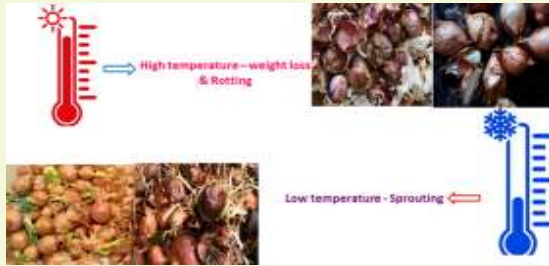 High temperature – weight loss
& Rotting
Low temperature - Sprouting